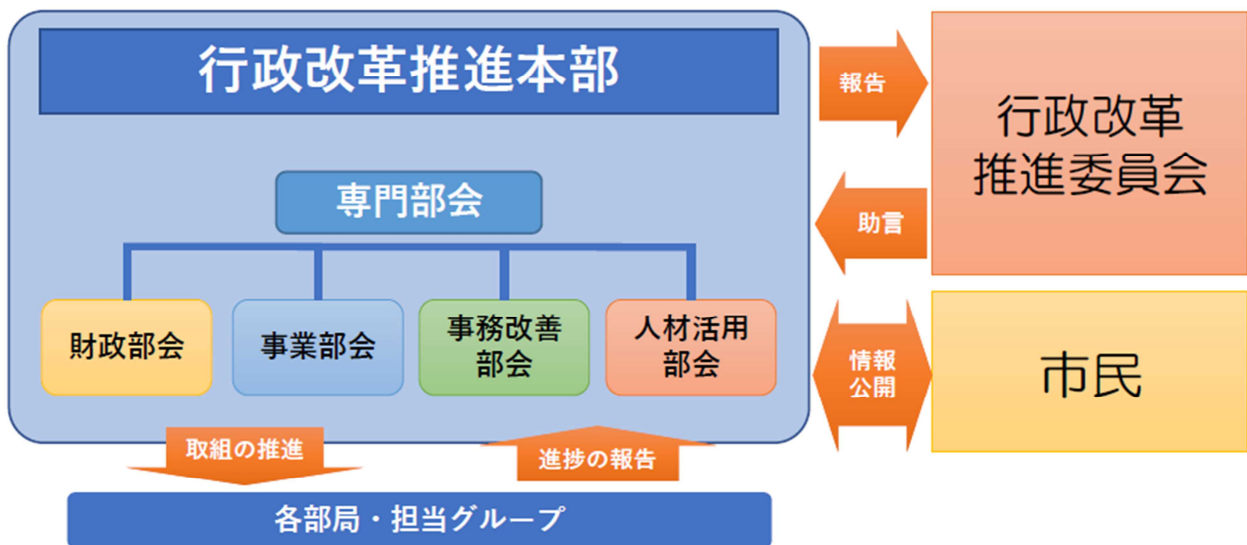 行政改革推進本部
報告
行政改革
推進委員会
専門部会
助言
財政部会
事業部会
事務改善
部会
人材活用
部会
情報
公開
市民
取組の推進
進捗の報告
各部局・担当グループ